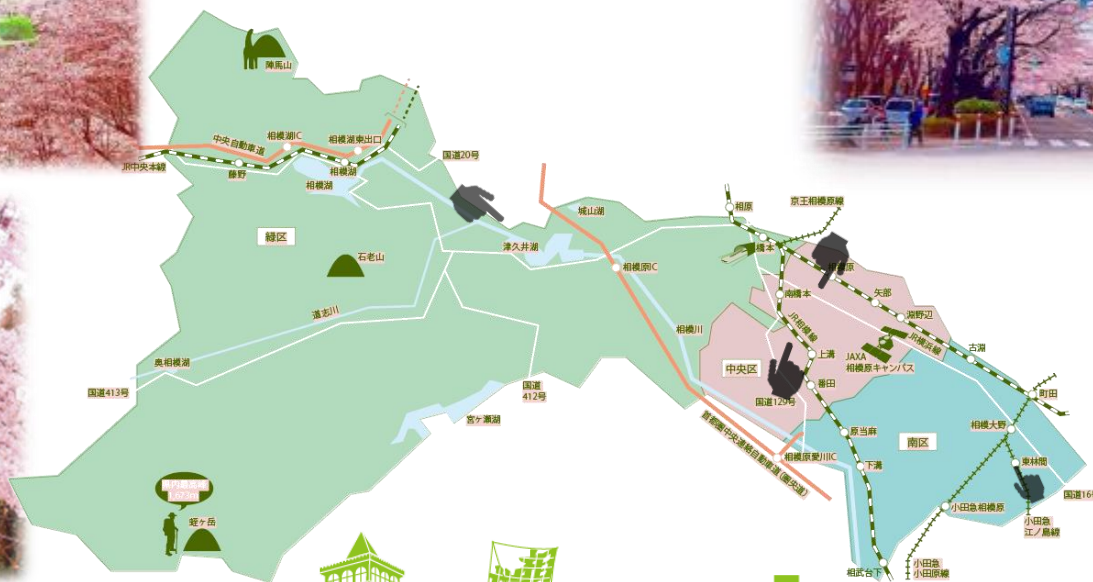 陣馬山
中央自動車道
相模湖IC
相模湖東出口
国道20号
JR中央本線
藤野
相模湖
相模湖
城山湖
相原
京王相模原線
緑区
津久井湖
橋本
石老山
相模原IC
相模原
矢部
南橋本
淵野辺
道志川
相模川
JR相模線
JR横浜線
古淵
奥相模湖
上溝
JAXA
相模原キャンパス
中央区
国道413号
国道
412号
番田
町田
宮ヶ瀬湖
国道129号
首都圏中央連絡自動車道(圏央道)
原当麻
南区
相模大野
相模原愛川IC
下溝
東林間
県内最高峰
1,673m
国道16号
蛭ヶ岳
小田急相模原
小田急
江ノ島線
相武台下
小田急
小田原線